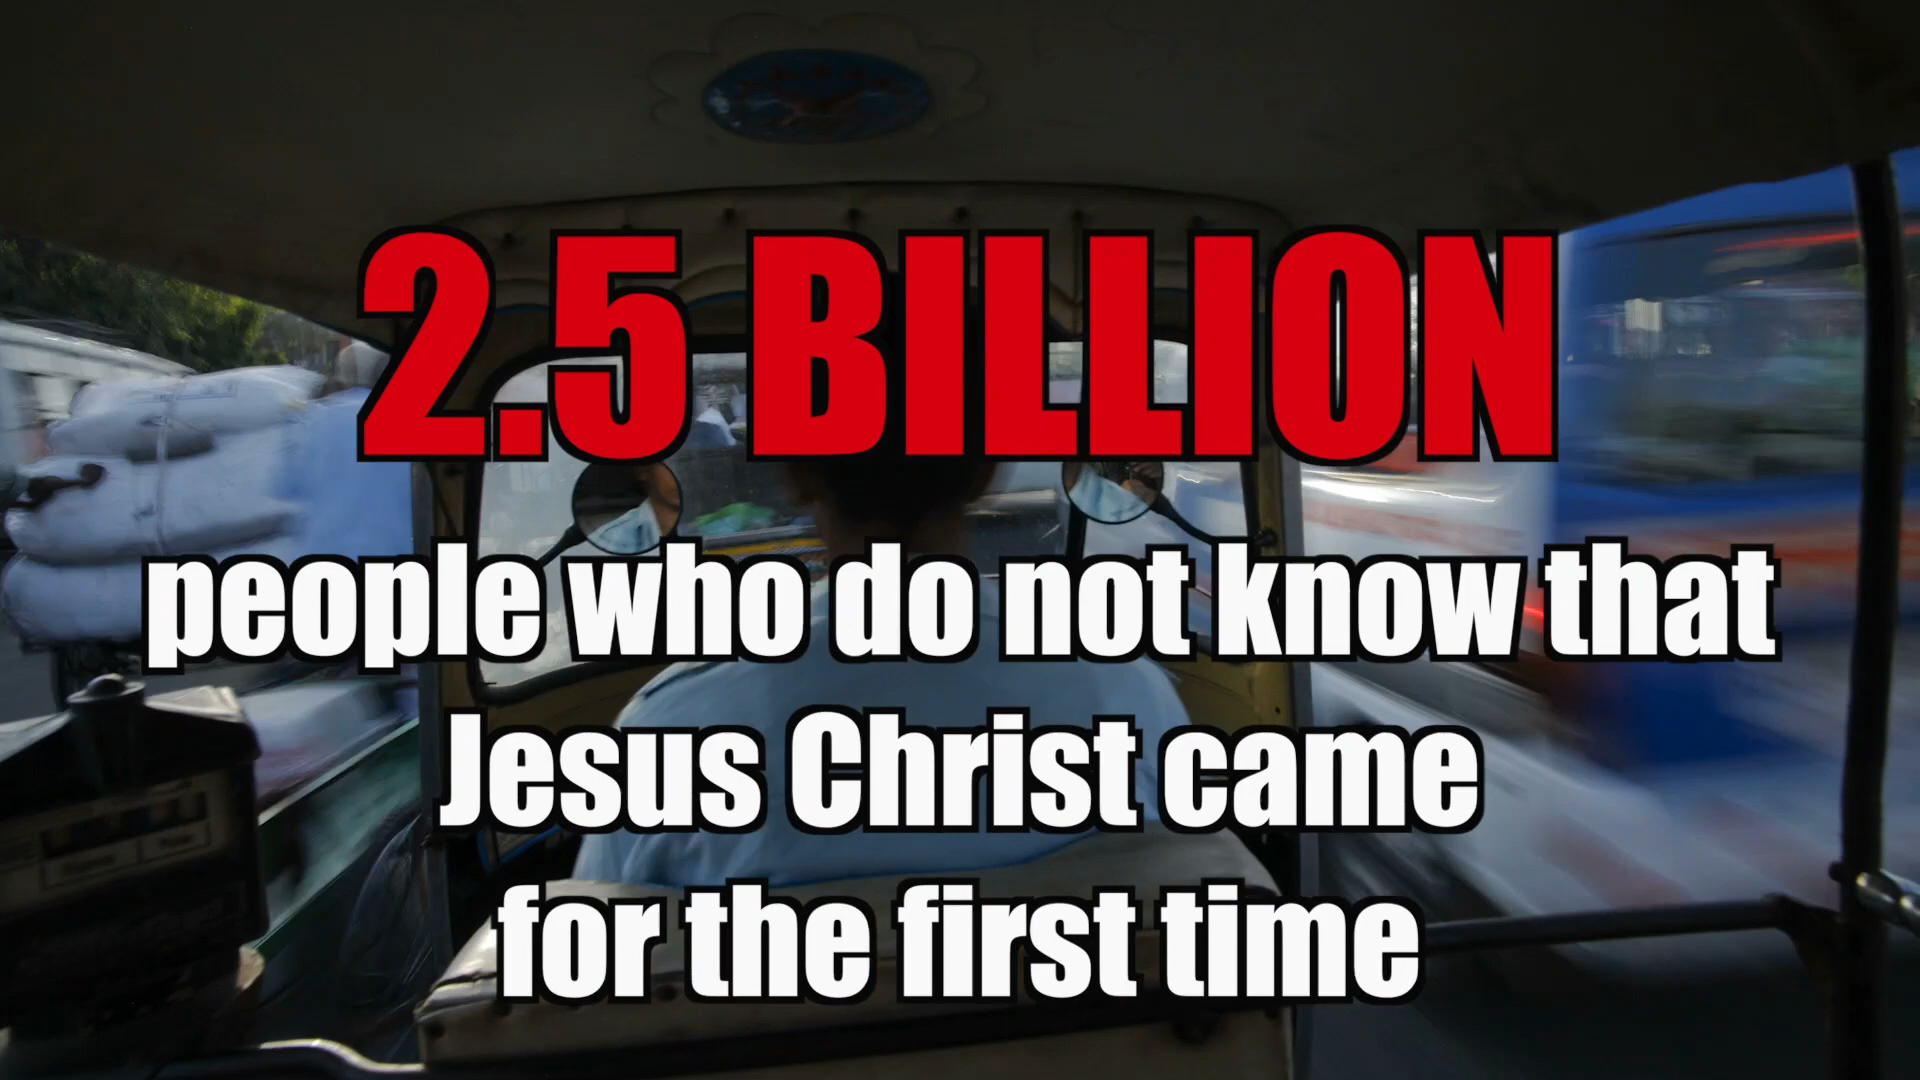 2.5 BILLION
people who do not know that
Jesus Christ came
for the first time